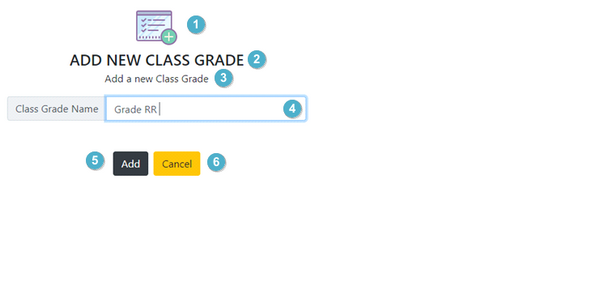 1
ADD NEW CLASS GRADE 2
Add a new Class Grade 3
Class Grade Name Grade RR 4
5 Add Cancel 6